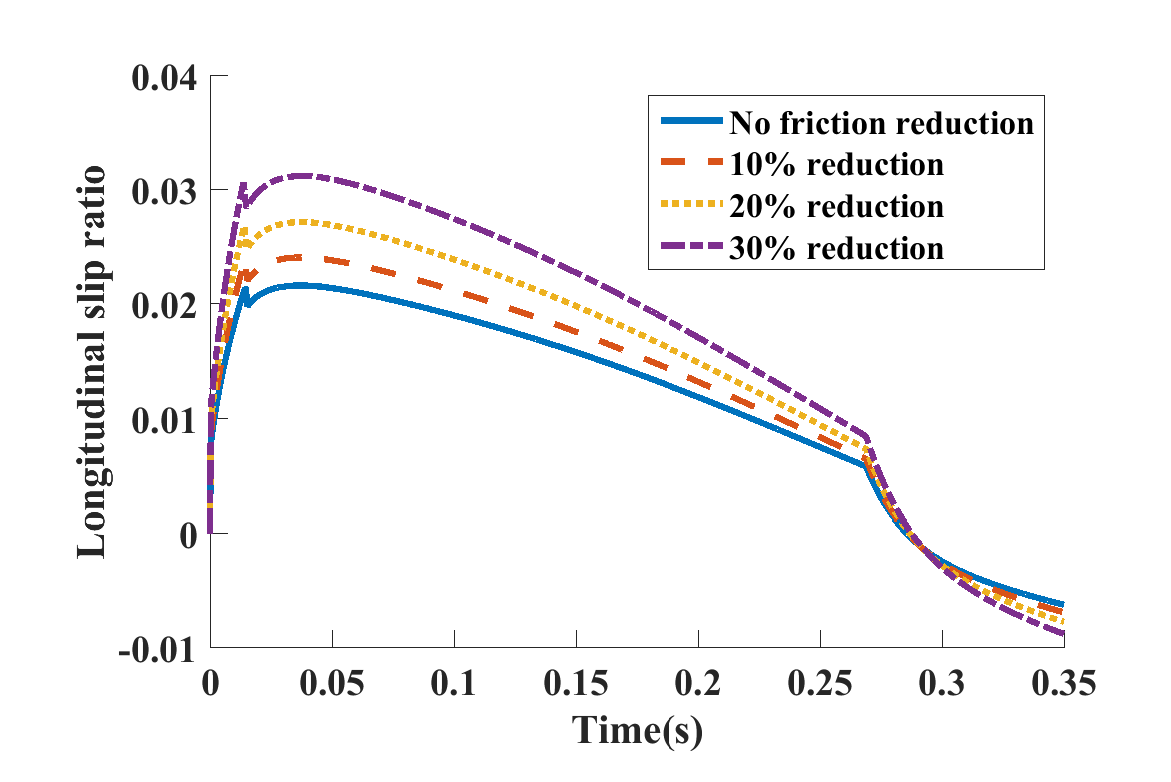 0.04
0.03
0.02
0.01
0
-0.01
Longitudinal slip ratio
No friction reduction
10% reduction
20% reduction
30% reduction
0 0.05 0.1 0.15 0.2 0.25 0.3 0.35
Time(s)